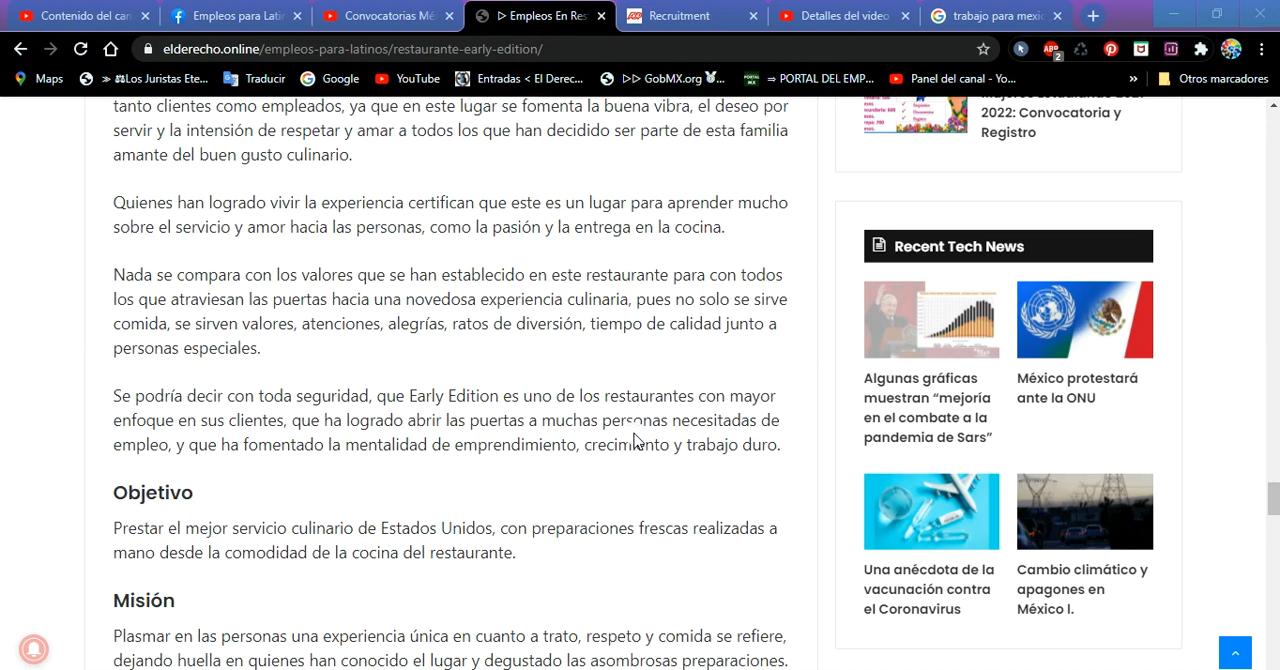 Contenido del can
Empleos para Latin
Convocatorias Mé
▷ Empleos En Res
Recruitment
Detalles del video
trabajo para mexic
elderecho.online/empleos-para-latinos/restaurante-early-edition/
Maps
» ⚖Los Juristas Ete...
Traducir
Google
YouTube
Entradas < El Derec...
▷▷ GobMX.org
⇒ PORTAL DEL EMP...
Panel del canal - Yo...
»
Otros marcadores
tanto clientes como empleados, ya que en este lugar se fomenta la buena vibra, el deseo por
servir y la intensión de respetar y amar a todos los que han decidido ser parte de esta familia
amante del buen gusto culinario.
Quienes han logrado vivir la experiencia certifican que este es un lugar para aprender mucho
sobre el servicio y amor hacia las personas, como la pasión y la entrega en la cocina.
Nada se compara con los valores que se han establecido en este restaurante para con todos
los que atraviesan las puertas hacia una novedosa experiencia culinaria, pues no solo se sirve
comida, se sirven valores, atenciones, alegrías, ratos de diversión, tiempo de calidad junto a
personas especiales.
Se podría decir con toda seguridad, que Early Edition es uno de los restaurantes con mayor
enfoque en sus clientes, que ha logrado abrir las puertas a muchas personas necesitadas de
empleo, y que ha fomentado la mentalidad de emprendimiento, crecimiento y trabajo duro.
Objetivo
Prestar el mejor servicio culinario de Estados Unidos, con preparaciones frescas realizadas a
mano desde la comodidad de la cocina del restaurante.
Misión
Plasmar en las personas una experiencia única en cuanto a trato, respeto y comida se refiere,
dejando huella en quienes han conocido el lugar y degustado las asombrosas preparaciones.
2022: Convocatoria y
Registro
Recent Tech News
Algunas gráficas
muestran “mejoría
en el combate a la
pandemia de Sars”
México protestará
ante la ONU
Una anécdota de la
vacunación contra
el Coronavirus
Cambio climático y
apagones en
México I.